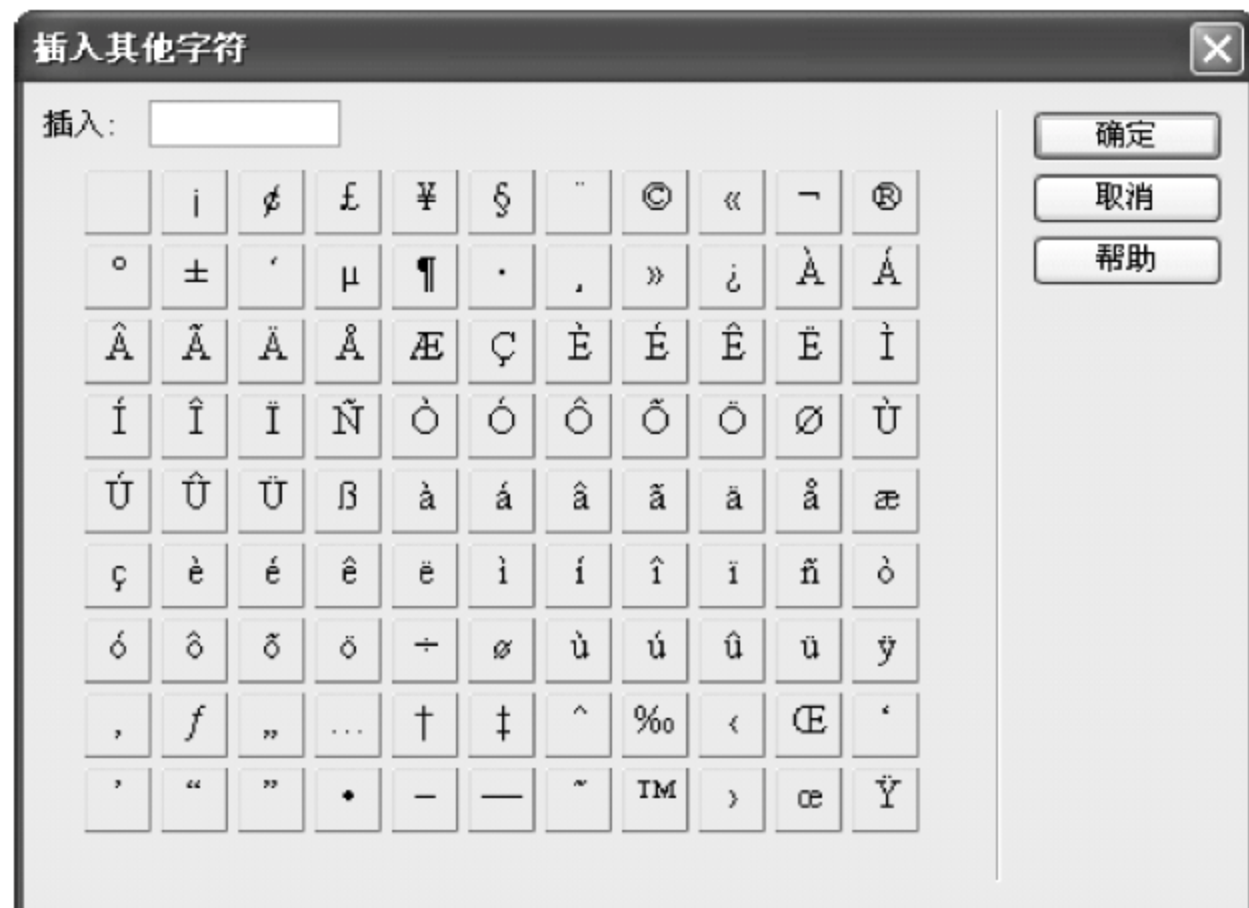 插入其他字符
插入:
确定
取消
帮助
¡ ¢ £ ¥ § ¨ © « ¬ ®
° ± ´ µ ¶ · ¸ » ¿ À Á
Â Ã Ä Å Æ Ç È É Ê Ë Ì
Í Î Ï Ñ Ò Ó Ô Õ Ö Ø Ù
Ú Û Ü ß à á â ã ä å æ
ç è é ê ë ì í î ï ñ ò
ó ô õ ö ÷ ø ù ú û ü ÿ
‚ ƒ „ … † ‡ ˆ ‰ ‹ Œ ‘
’ “ ” • – — ˜ ™ › œ Ÿ